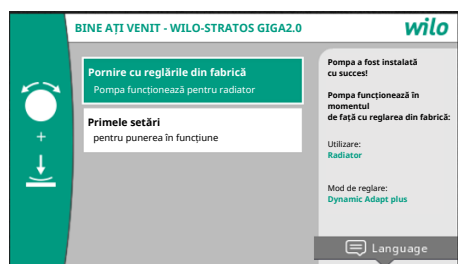 BINE AȚI VENIT - WILO-STRATOS GIGA2.0
wilo
Pornire cu reglările din fabrică
Pompa funcționează pentru radiator
Primele setări
pentru punerea în funcțiune
+
Pompa a fost instalată
cu succes!
Pompa funcționează în
momentul
de față cu reglarea din fabrică:
Utilizare:
Radiator
Mod de reglare:
Dynamic Adapt plus
Language